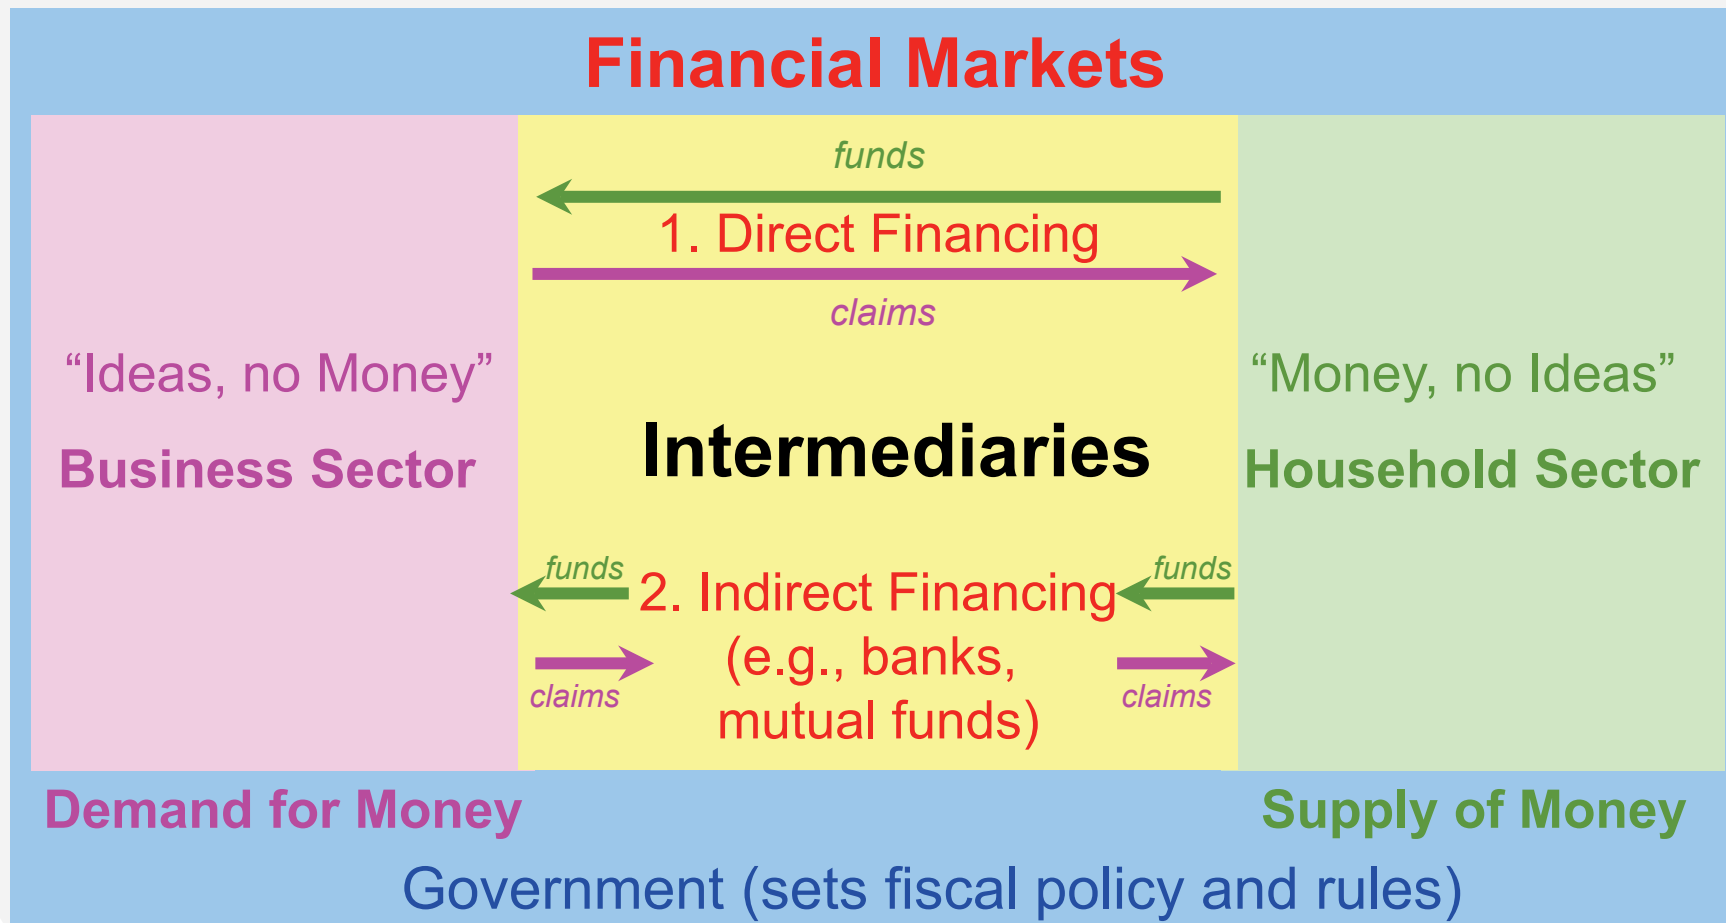 Financial Markets
funds
1. Direct Financing
claims
“Ideas, no Money”
Business Sector
Intermediaries
“Money, no Ideas”
Household Sector
funds
2. Indirect Financing
funds
(e.g., banks,
claims
mutual funds)
claims
Demand for Money
Supply of Money
Government (sets fiscal policy and rules)